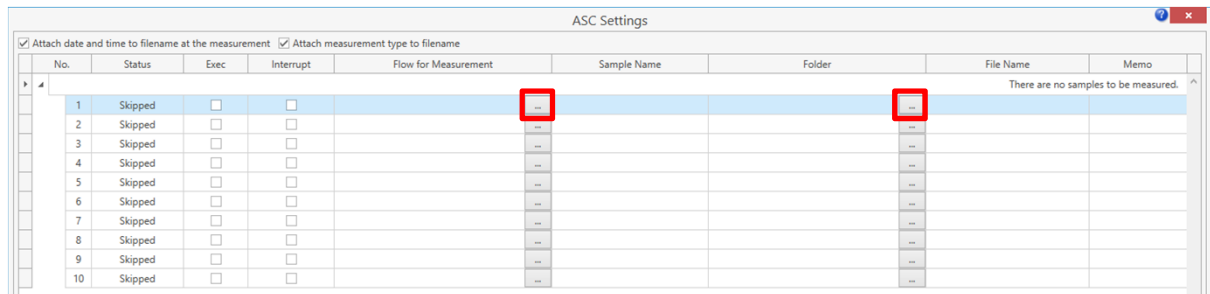 ASC Settings
Attach date and time to filename at the measurement Attach measurement type to filename
No. Status Exec Interrupt Flow for Measurement Sample Name Folder File Name Memo
There are no samples to be measured.
1 Skipped ... ...
2 Skipped ... ...
3 Skipped ... ...
4 Skipped ... ...
5 Skipped ... ...
6 Skipped ... ...
7 Skipped ... ...
8 Skipped ... ...
9 Skipped ... ...
10 Skipped ... ...